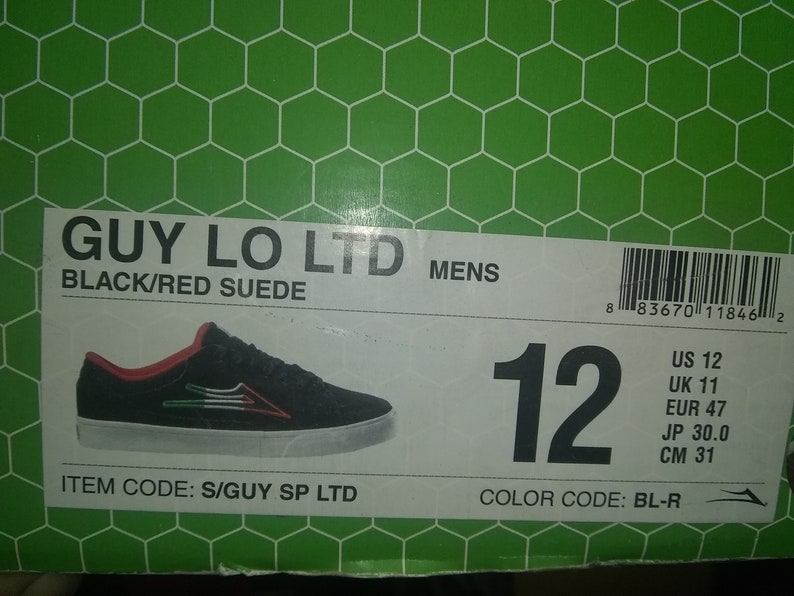 GUY LO LTD MENS
BLACK/RED SUEDE
8 83670 11846 2
12
US 12
UK 11
EUR 47
JP 30.0
CM 31
ITEM CODE: S/GUY SP LTD
COLOR CODE: BL-R